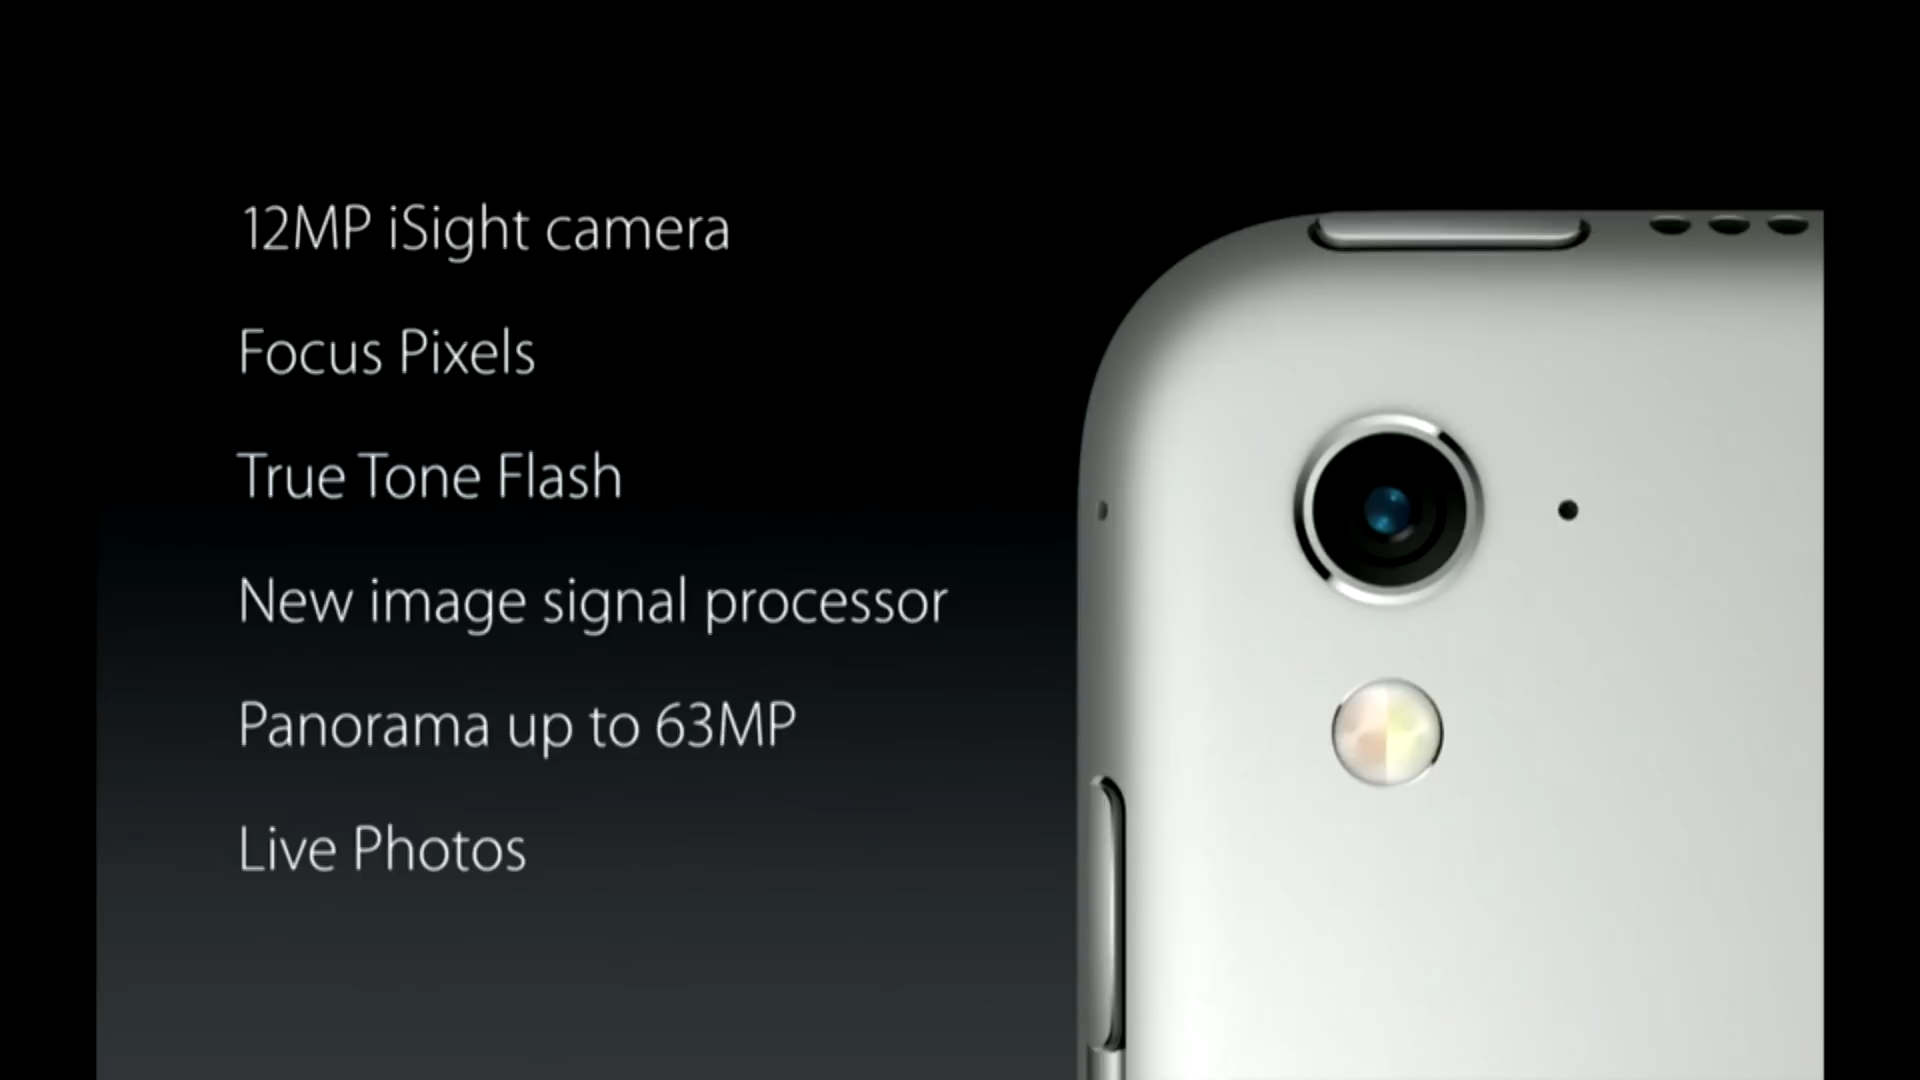 12MP iSight camera
Focus Pixels
True Tone Flash
New image signal processor
Panorama up to 63MP
Live Photos